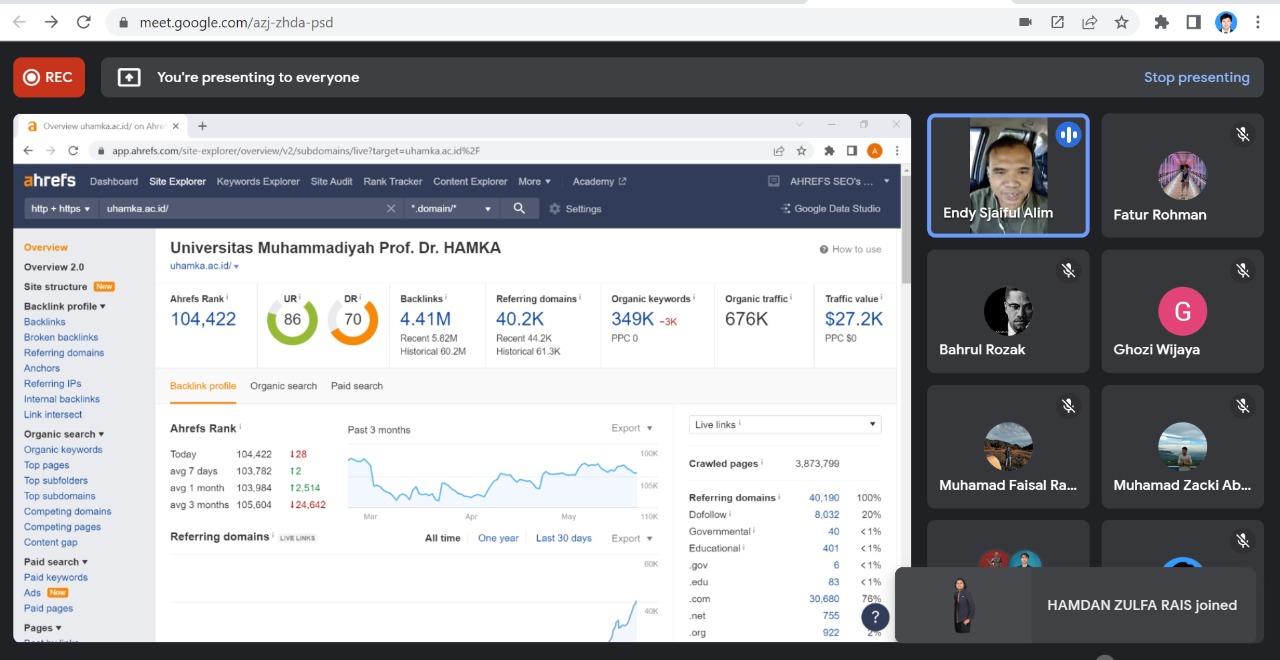 meet.google.com/azj-zhda-psd
REC
You're presenting to everyone
Stop presenting
Overview uhamka.ac.id/ on Ahre
app.ahrefs.com/site-explorer/overview/v2/subdomains/live?target=uhamka.ac.id%2F
A
ahrefs
Dashboard Site Explorer Keywords Explorer Site Audit Rank Tracker Content Explorer More Academy AHREFS SEO's ...
http + https uhamka.ac.id/ *.domain/* Settings Google Data Studio
Overview
Overview 2.0
Site structure New
Backlink profile
Backlinks
Broken backlinks
Referring domains
Anchors
Referring IPs
Internal backlinks
Link intersect
Organic search
Organic keywords
Top pages
Top subfolders
Top subdomains
Competing domains
Competing pages
Content gap
Paid search
Paid keywords
Ads New
Paid pages
Pages
Universitas Muhammadiyah Prof. Dr. HAMKA
How to use
uhamka.ac.id/
Ahrefs Rank
104,422
UR
86
DR
70
Backlinks
4.41M
Recent 5.82M
Historical 60.2M
Referring domains
40.2K
Recent 44.2K
Historical 61.3K
Organic keywords
349K -3K
PPC 0
Organic traffic
676K
Traffic value
$27.2K
PPC $0
Backlink profile Organic search Paid search
Ahrefs Rank
Today 104,422 ↓28
avg 7 days 103,782 ↑2
avg 1 month 103,984 ↑2,514
avg 3 months 105,604 ↓24,642
Past 3 months
Export
100K
105K
110K
Mar Apr May
Referring domains LIVE LINKS
All time One year Last 30 days Export
60K
40K
Live links
Crawled pages 3,873,799
Referring domains 40,190 100%
Dofollow 8,032 20%
Governmental 40 <1%
Educational 401 <1%
.gov 6 <1%
.edu 83 <1%
.com 30,680 76%
.net 755
.org 922 2%
?
Endy Sjaiful Alim
Fatur Rohman
Bahrul Rozak
G
Ghozi Wijaya
Muhamad Faisal Ra...
Muhamad Zacki Ab...
HAMDAN ZULFA RAIS joined